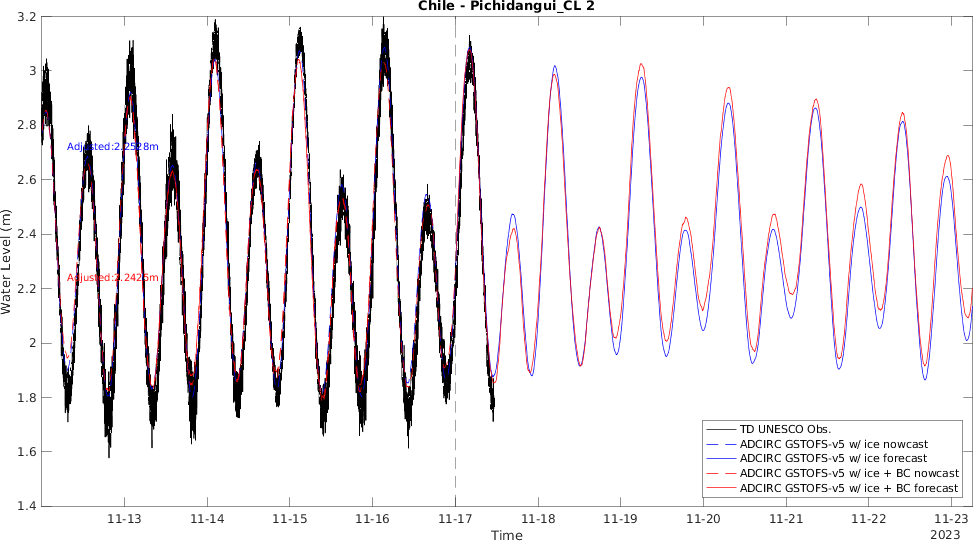 Chile - Pichidangui_CL 2
3.2
3
2.8
2.6
2.4
2.2
2
1.8
1.6
1.4
Water Level (m)
Adjusted:2.2528m
Adjusted:2.2425m
TD UNESCO Obs.
ADCIRC GSTOFS-v5 w/ ice nowcast
ADCIRC GSTOFS-v5 w/ ice forecast
ADCIRC GSTOFS-v5 w/ ice + BC nowcast
ADCIRC GSTOFS-v5 w/ ice + BC forecast
11-13 11-14 11-15 11-16 11-17 11-18 11-19 11-20 11-21 11-22 11-23
2023
Time